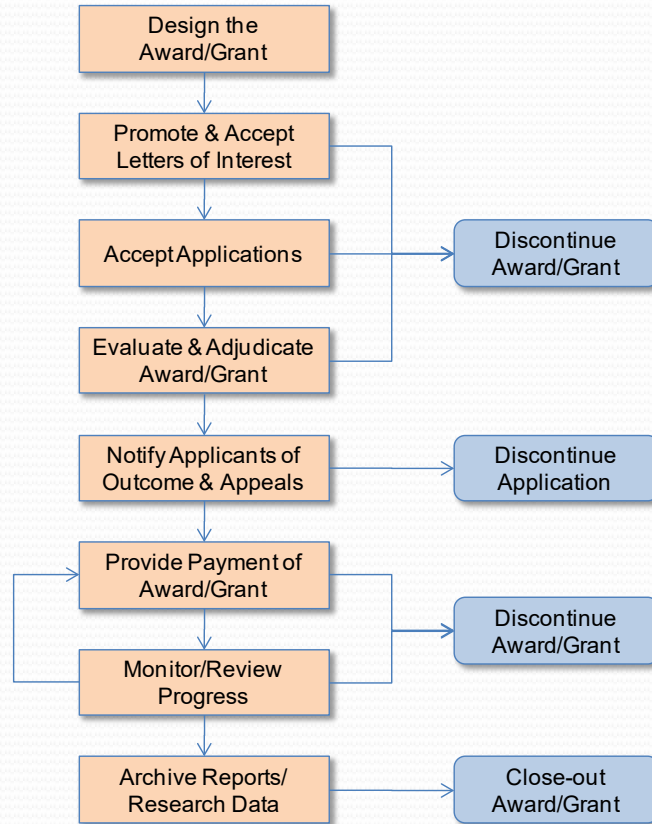 Design the
Award/Grant
Promote & Accept
Letters of Interest
Accept Applications
Discontinue
Award/Grant
Evaluate & Adjudicate
Award/Grant
Notify Applicants of
Outcome & Appeals
Discontinue
Application
Provide Payment of
Award/Grant
Discontinue
Award/Grant
Monitor/Review
Progress
Archive Reports/
Research Data
Close-out
Award/Grant